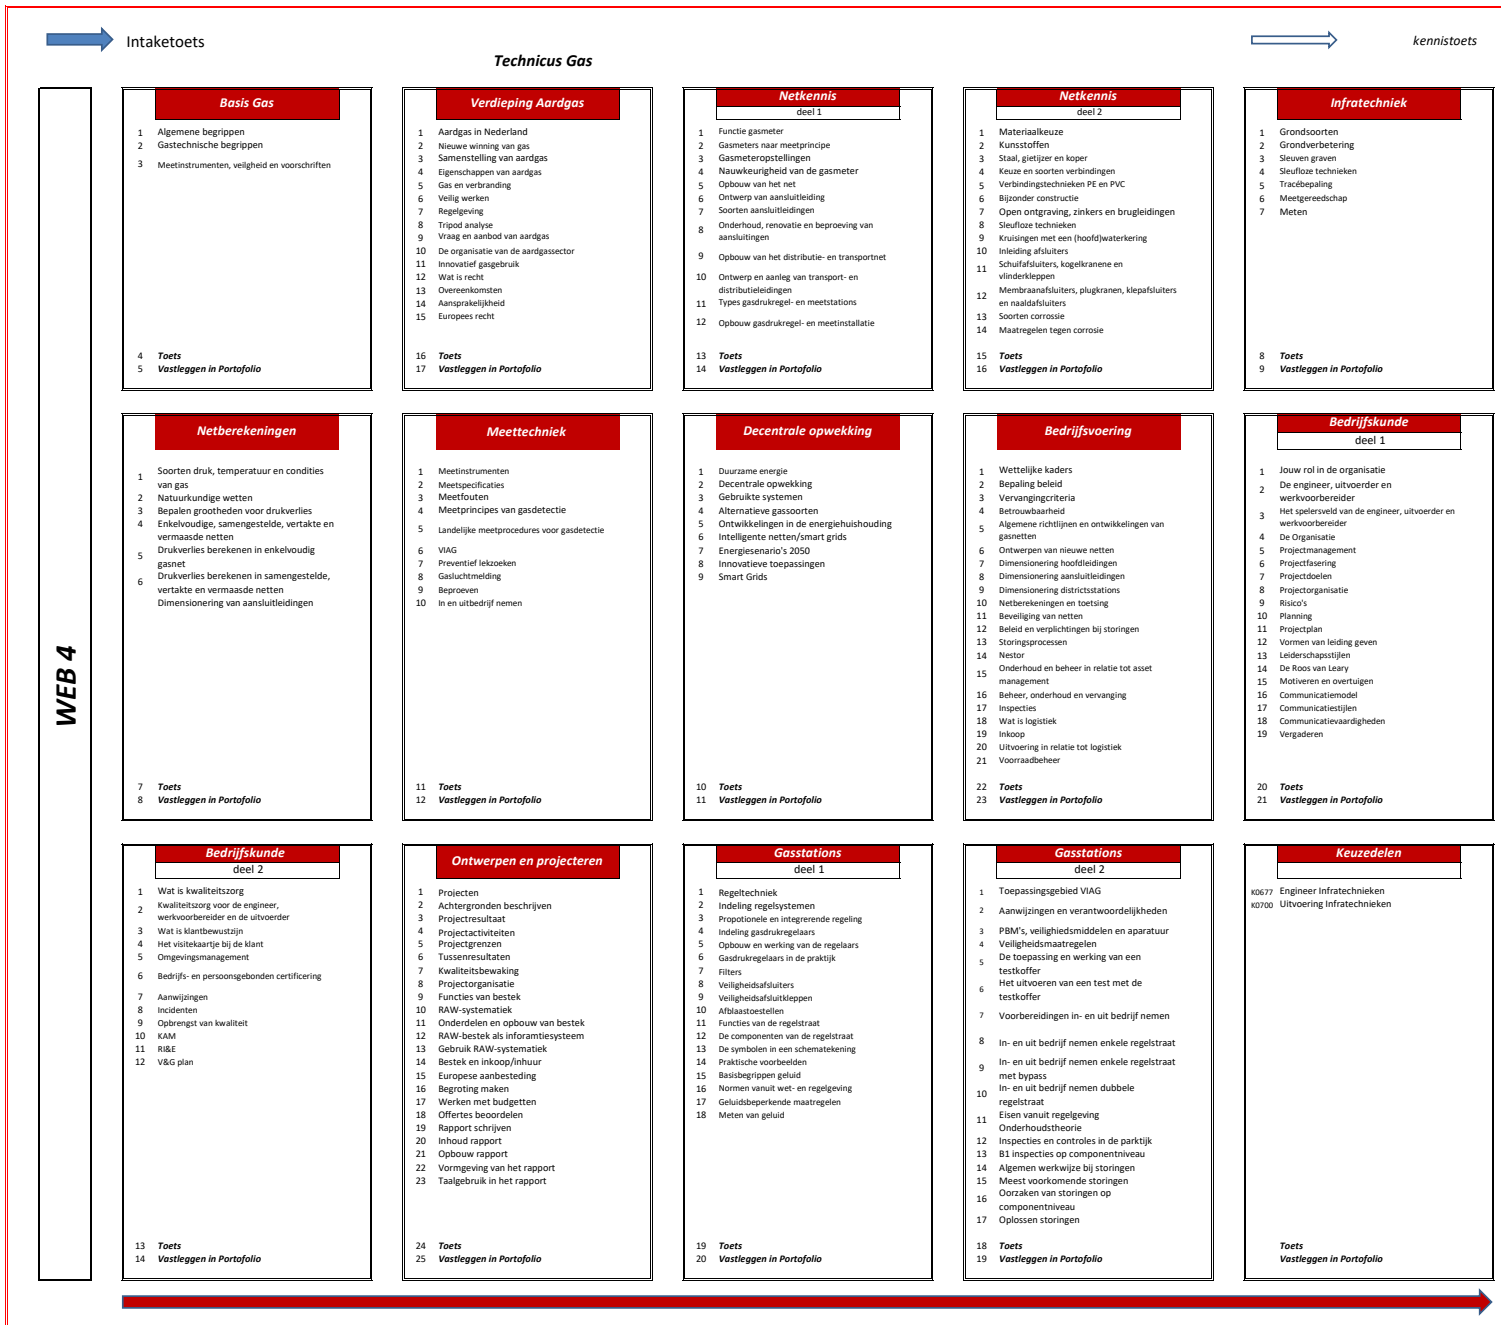 Intaketoets
kennistoets
Technicus Gas
WEB 4
Basis Gas
1 Algemene begrippen
2 Gastechnische begrippen
3 Meetinstrumenten, veilgheid en voorschriften
4 Toets
5 Vastleggen in Portofolio
Verdieping Aardgas
1 Aardgas in Nederland
2 Nieuwe winning van gas
3 Samenstelling van aardgas
4 Eigenschappen van aardgas
5 Gas en verbranding
6 Veilig werken
7 Regelgeving
8 Tripod analyse
9 Vraag en aanbod van aardgas
10 De organisatie van de aardgassector
11 Innovatief gasgebruik
12 Wat is recht
13 Overeenkomsten
14 Aansprakelijkheid
15 Europees recht
16 Toets
17 Vastleggen in Portofolio
Netkennis
deel 1
1 Functie gasmeter
2 Gasmeters naar meetprincipe
3 Gasmeteropstellingen
4 Nauwkeurigheid van de gasmeter
5 Opbouw van het net
6 Ontwerp van aansluitleiding
7 Soorten aansluitleidingen
8 Onderhoud, renovatie en beproeving van
aansluitingen
9 Opbouw van het distributie- en transportnet
10 Ontwerp en aanleg van transport- en
distributieleidingen
11 Types gasdrukregel- en meetstations
12 Opbouw gasdrukregel- en meetinstallatie
13 Toets
14 Vastleggen in Portofolio
Netkennis
deel 2
1 Materiaalkeuze
2 Kunsstoffen
3 Staal, gietijzer en koper
4 Keuze en soorten verbindingen
5 Verbindingstechnieken PE en PVC
6 Bijzonder constructie
7 Open ontgraving, zinkers en brugleidingen
8 Sleufloze technieken
9 Kruisingen met een (hoofd)waterkering
10 Inleiding afsluiters
11 Schuifafsluiters, kogelkranene en
vlinderkleppen
12 Membraanafsluiters, plugkranen, klepafsluiters
en naaldafsluiters
13 Soorten corrossie
14 Maatregelen tegen corrosie
15 Toets
16 Vastleggen in Portofolio
Infratechniek
1 Grondsoorten
2 Grondverbetering
3 Sleuven graven
4 Sleufloze technieken
5 Tracébepaling
6 Meetgereedschap
7 Meten
8 Toets
9 Vastleggen in Portofolio
Netberekeningen
1 Soorten druk, temperatuur en condities
van gas
2 Natuurkundige wetten
3 Bepalen grootheden voor drukverlies
4 Enkelvoudige, samengestelde, vertakte en
vermaasde netten
5 Drukverlies berekenen in enkelvoudig
gasnet
6 Drukverlies berekenen in samengestelde,
vertakte en vermaasde netten
Dimensionering van aansluitleidingen
7 Toets
8 Vastleggen in Portofolio
Meettechniek
1 Meetinstrumenten
2 Meetspecificaties
3 Meetfouten
4 Meetprincipes van gasdetectie
5 Landelijke meetprocedures voor gasdetectie
6 VIAG
7 Preventief lekzoeken
8 Gasluchtmelding
9 Beproeven
10 In en uitbedrijf nemen
11 Toets
12 Vastleggen in Portofolio
Decentrale opwekking
1 Duurzame energie
2 Decentrale opwekking
3 Gebruikte systemen
4 Alternatieve gassoorten
5 Ontwikkelingen in de energiehuishouding
6 Intelligente netten/smart grids
7 Energiesenario's 2050
8 Innovatieve toepassingen
9 Smart Grids
10 Toets
11 Vastleggen in Portofolio
Bedrijfsvoering
1 Wettelijke kaders
2 Bepaling beleid
3 Vervangingcriteria
4 Betrouwbaarheid
5 Algemene richtlijnen en ontwikkelingen van
gasnetten
6 Ontwerpen van nieuwe netten
7 Dimensionering hoofdleidingen
8 Dimensionering aansluitleidingen
9 Dimensionering districtsstations
10 Netberekeningen en toetsing
11 Beveiliging van netten
12 Beleid en verplichtingen bij storingen
13 Storingsprocessen
14 Nestor
15 Onderhoud en beheer in relatie tot asset
management
16 Beheer, onderhoud en vervanging
17 Inspecties
18 Wat is logistiek
19 Inkoop
20 Uitvoering in relatie tot logistiek
21 Voorraadbeheer
22 Toets
23 Vastleggen in Portofolio
Bedrijfskunde
deel 1
1 Jouw rol in de organisatie
2 De engineer, uitvoerder en
werkvoorbereider
3 Het spelersveld van de engineer, uitvoerder en
werkvoorbereider
4 De Organisatie
5 Projectmanagement
6 Projectfasering
7 Projectdoelen
8 Projectorganisatie
9 Risico's
10 Planning
11 Projectplan
12 Vormen van leiding geven
13 Leiderschapsstijlen
14 De Roos van Leary
15 Motiveren en overtuigen
16 Communicatiemodel
17 Communicatiestijlen
18 Communicatievaardigheden
19 Vergaderen
20 Toets
21 Vastleggen in Portofolio
Bedrijfskunde
deel 2
1 Wat is kwaliteitszorg
2 Kwaliteitszorg voor de engineer,
werkvoorbereider en de uitvoerder
3 Wat is klantbewustzijn
4 Het visitekaartje bij de klant
5 Omgevingsmanagement
6 Bedrijfs- en persoonsgebonden certificering
7 Aanwijzingen
8 Incidenten
9 Opbrengst van kwaliteit
10 KAM
11 RI&E
12 V&G plan
13 Toets
14 Vastleggen in Portofolio
Ontwerpen en projecteren
1 Projecten
2 Achtergronden beschrijven
3 Projectresultaat
4 Projectactiviteiten
5 Projectgrenzen
6 Tussenresultaten
7 Kwaliteitsbewaking
8 Projectorganisatie
9 Functies van bestek
10 RAW-systematiek
11 Onderdelen en opbouw van bestek
12 RAW-bestek als inforamtiesysteem
13 Gebruik RAW-systematiek
14 Bestek en inkoop/inhuur
15 Europese aanbesteding
16 Begroting maken
17 Werken met budgetten
18 Offertes beoordelen
19 Rapport schrijven
20 Inhoud rapport
21 Opbouw rapport
22 Vormgeving van het rapport
23 Taalgebruik in het rapport
24 Toets
25 Vastleggen in Portofolio
Gasstations
deel 1
1 Regeltechniek
2 Indeling regelsystemen
3 Propotionele en integrerende regeling
4 Indeling gasdrukregelaars
5 Opbouw en werking van de regelaars
6 Gasdrukregelaars in de praktijk
7 Filters
8 Veiligheidsafsluiters
9 Veiligheidsafsluitkleppen
10 Afblaastoestellen
11 Functies van de regelstraat
12 De componenten van de regelstraat
13 De symbolen in een schematekening
14 Praktische voorbeelden
15 Basisbegrippen geluid
16 Normen vanuit wet- en regelgeving
17 Geluidsbeperkende maatregelen
18 Meten van geluid
19 Toets
20 Vastleggen in Portofolio
Gasstations
deel 2
1 Toepassingsgebied VIAG
2 Aanwijzingen en verantwoordelijkheden
3 PBM's, veilighiedsmiddelen en aparatuur
4 Veiligheidsmaatregelen
5 De toepassing en werking van een
testkoffer
6 Het uitvoeren van een test met de
testkoffer
7 Voorbereidingen in- en uit bedrijf nemen
8 In- en uit bedrijf nemen enkele regelstraat
9 In- en uit bedrijf nemen enkele regelstraat
met bypass
10 In- en uit bedrijf nemen dubbele
regelstraat
11 Eisen vanuit regelgeving
Onderhoudstheorie
12 Inspecties en controles in de parktijk
13 B1 inspecties op componentniveau
14 Algemen werkwijze bij storingen
15 Meest voorkomende storingen
16 Oorzaken van storingen op
componentniveau
17 Oplossen storingen
18 Toets
19 Vastleggen in Portofolio
Keuzedelen
K0677 Engineer Infratechnieken
K0700 Uitvoering Infratechnieken
Toets
Vastleggen in Portofolio